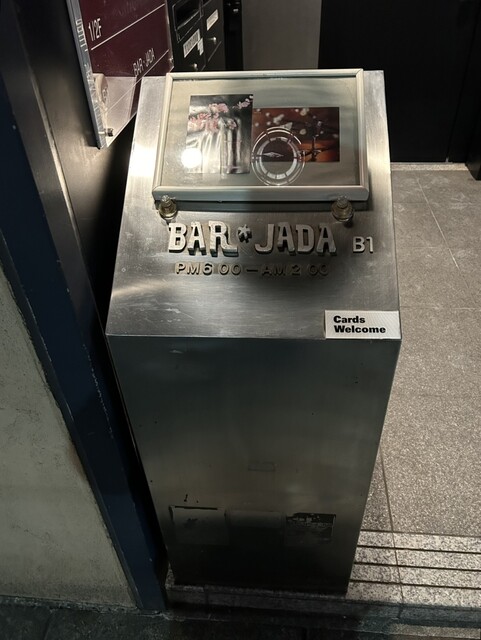 1/2F
BAR·JADA
BAR*JADA B1
PM6 00-AM2 00
Cards
Welcome